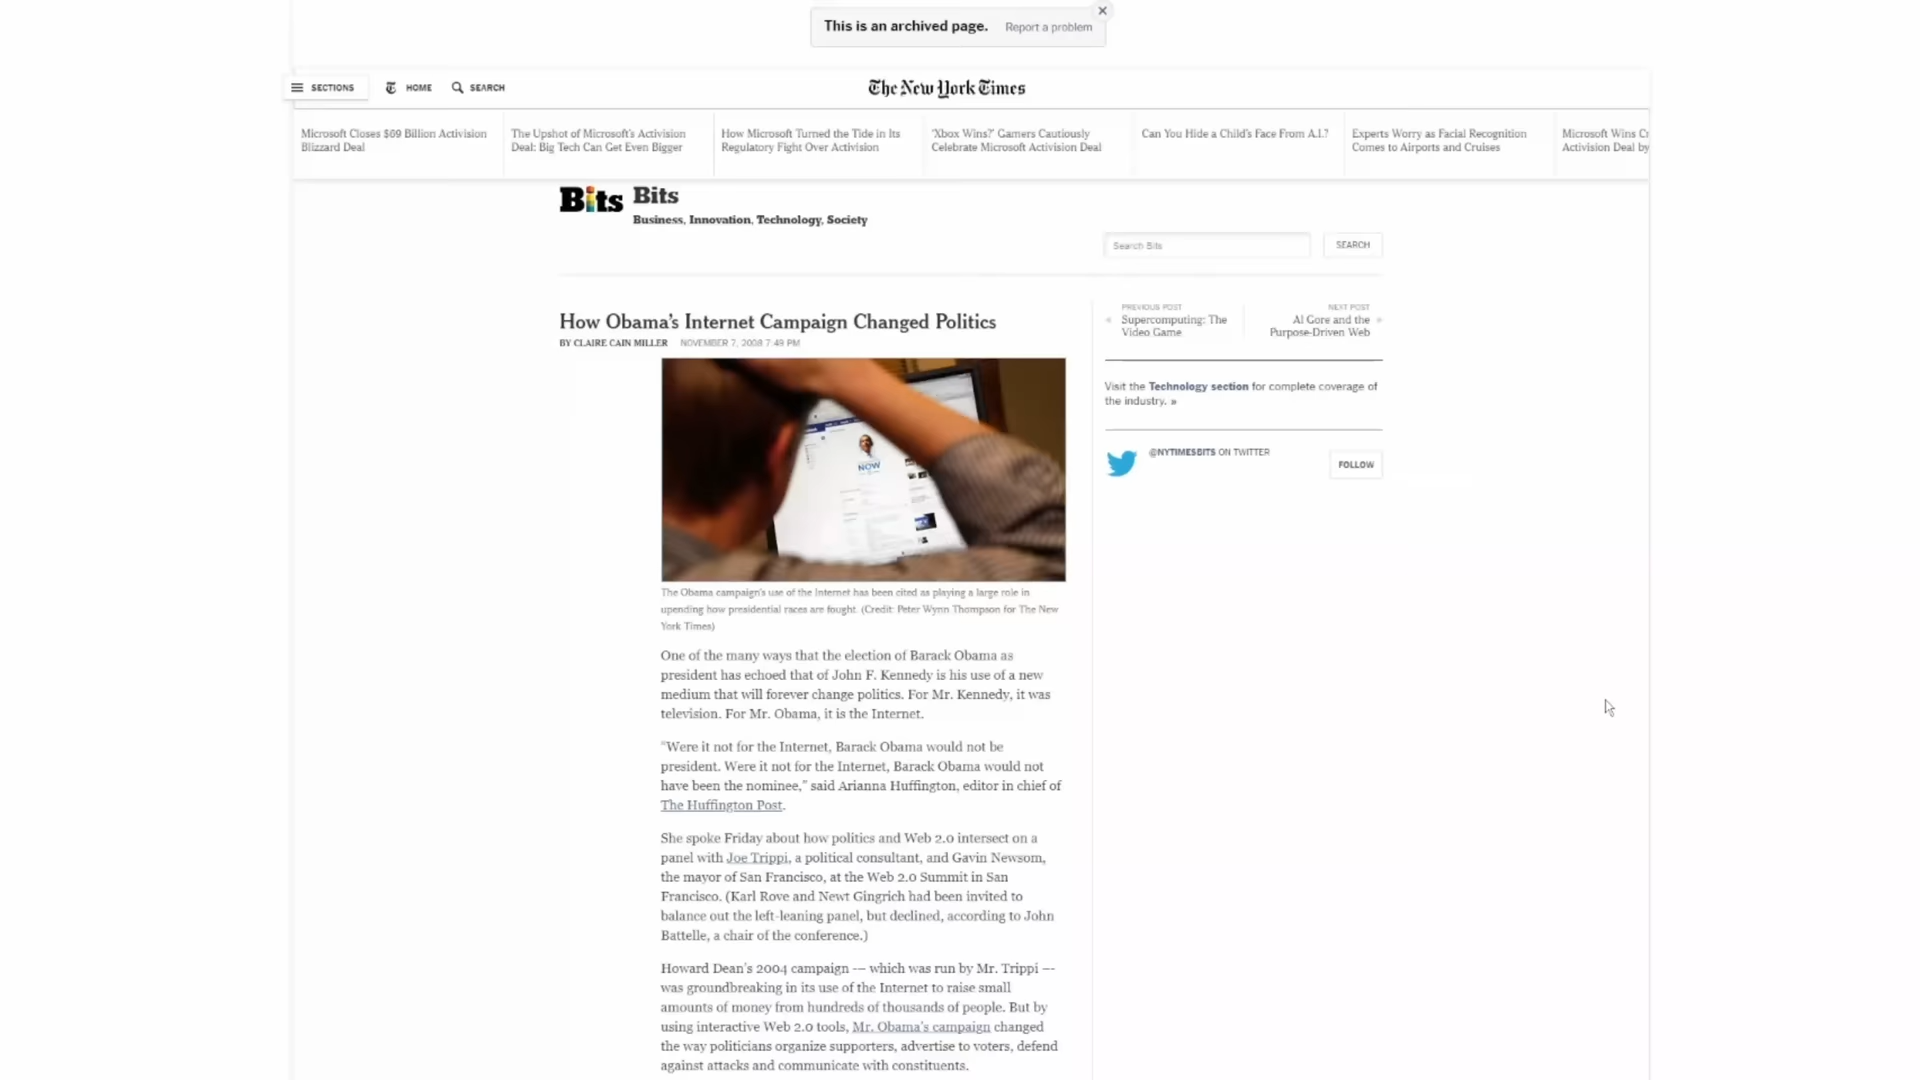 This is an archived page. Report a problem
SECTIONS HOME SEARCH
The New York Times
Microsoft Closes $69 Billion Activision
Blizzard Deal
The Upshot of Microsoft's Activision
Deal: Big Tech Can Get Even Bigger
How Microsoft Turned the Tide in Its
Regulatory Fight Over Activision
'Xbox Wins?' Gamers Cautiously
Celebrate Microsoft Activision Deal
Can You Hide a Child's Face From A.I.?
Experts Worry as Facial Recognition
Comes to Airports and Cruises
Microsoft Wins
Activision Deal by
Bits Bits
Business, Innovation, Technology, Society
Search Bits SEARCH
How Obama's Internet Campaign Changed Politics
BY CLAIRE CAIN MILLER NOVEMBER 7, 2008 7:49 PM
NOW
The Obama campaign's use of the Internet has been cited as playing a large role in
upending how presidential races are fought. (Credit: Peter Wynn Thompson for The New
York Times)
One of the many ways that the election of Barack Obama as
president has echoed that of John F. Kennedy is his use of a new
medium that will forever change politics. For Mr. Kennedy, it was
television. For Mr. Obama, it is the Internet.
“Were it not for the Internet, Barack Obama would not be
president. Were it not for the Internet, Barack Obama would not
have been the nominee,” said Arianna Huffington, editor in chief of
The Huffington Post.
She spoke Friday about how politics and Web 2.0 intersect on a
panel with Joe Trippi, a political consultant, and Gavin Newsom,
the mayor of San Francisco, at the Web 2.0 Summit in San
Francisco. (Karl Rove and Newt Gingrich had been invited to
balance out the left-leaning panel, but declined, according to John
Battelle, a chair of the conference.)
Howard Dean's 2004 campaign -- which was run by Mr. Trippi --
was groundbreaking in its use of the Internet to raise small
amounts of money from hundreds of thousands of people. But by
using interactive Web 2.0 tools, Mr. Obama's campaign changed
the way politicians organize supporters, advertise to voters, defend
against attacks and communicate with constituents.
PREVIOUS POST
« Supercomputing: The
Video Game
NEXT POST
Al Gore and the »
Purpose-Driven Web
Visit the Technology section for complete coverage of
the industry. »
@NYTIMESBITS ON TWITTER
FOLLOW